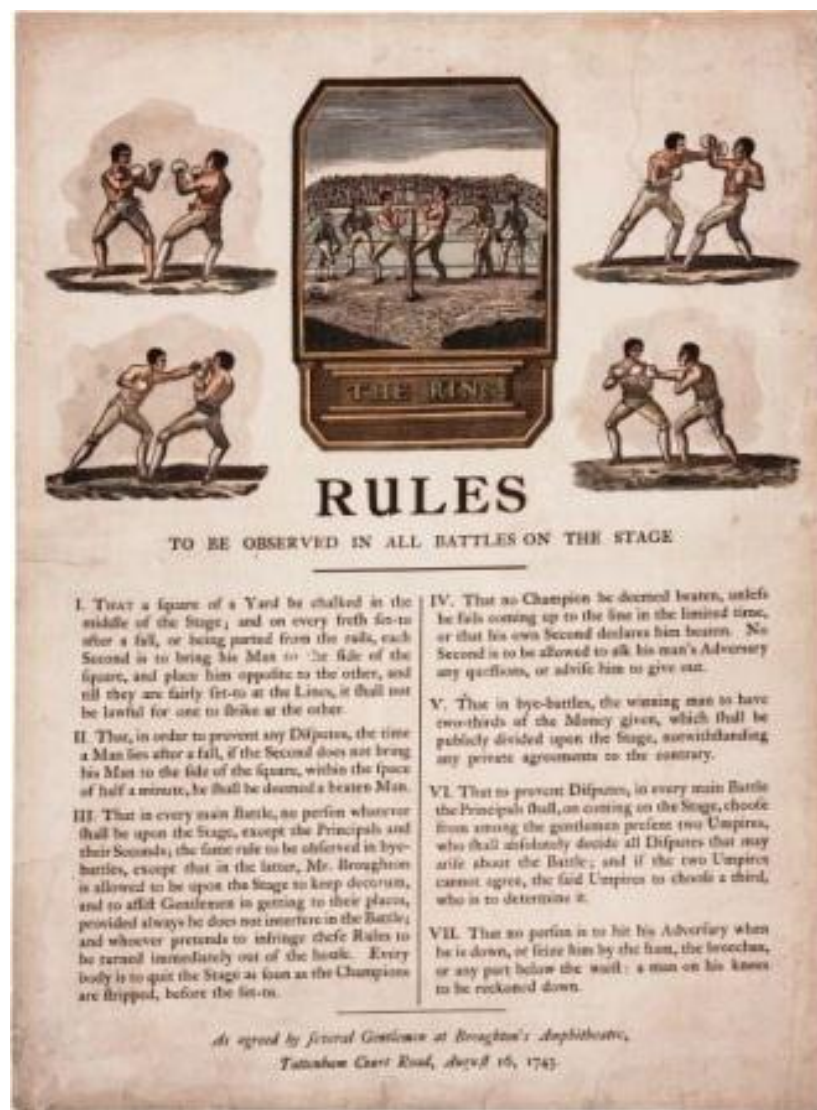 THE RING
RULES
TO BE OBSERVED IN ALL BATTLES ON THE STAGE
I. THAT a ſquare of a Yard be chalked in the
middle of the Stage; and on every freſh ſet-to
after a fall, or being parted from the rails, each
Second is to bring his Man to the ſide of the
ſquare, and place him oppoſite to the other, and
till they are fairly ſet-to at the Lines, it ſhall not
be lawful for one to ſtrike at the other.
II. That, in order to prevent any Diſputes, the time
a Man lies after a fall, if the Second does not bring
his Man to the ſide of the ſquare, within the ſpace
of half a minute, he ſhall be deemed a beaten Man.
III. That in every main Battle, no perſon whatever
ſhall be upon the Stage, except the Principals and
their Seconds; the ſame rule to be obſerved in bye-
battles, except that in the latter, Mr. Broughton
is allowed to be upon the Stage to keep decorum,
and to aſſiſt Gentlemen in getting to their places,
provided always he does not interfere in the Battle;
and whoever pretends to infringe theſe Rules to
be turned immediately out of the houſe. Every
body is to quit the Stage as ſoon as the Champions
are ſtripped, before the ſet-to.
IV. That no Champion be deemed beaten, unleſs
he fails coming up to the line in the limited time,
or that his own Second declares him beaten. No
Second is to be allowed to aſk his man's Adverſary
any queſtions, or adviſe him to give out.
V. That in bye-battles, the winning man to have
two-thirds of the Money given, which ſhall be
publicly divided upon the Stage, notwithſtanding
any private agreements to the contrary.
VI. That to prevent Diſputes, in every main Battle
the Principals ſhall, on coming on the Stage, chooſe
from among the gentlemen preſent two Umpires,
who ſhall abſolutely decide all Diſputes that may
ariſe about the Battle; and if the two Umpires
cannot agree, the ſaid Umpires to chooſe a third,
who is to determine it.
VII. That no perſon is to hit his Adverſary when
he is down, or ſeize him by the ham, the breeches,
or any part below the waiſt: a man on his knees
to be reckoned down.
As agreed by ſeveral Gentlemen at Broughton's Amphitheatre,
Tottenham Court Road, Auguſt 16, 1743.